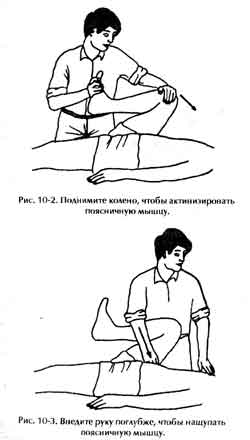 Рис. 10-2. Поднимите колено, чтобы активизировать
поясничную мышцу.
Рис. 10-3. Введите руку поглубже, чтобы нащупать
поясничную мышцу.